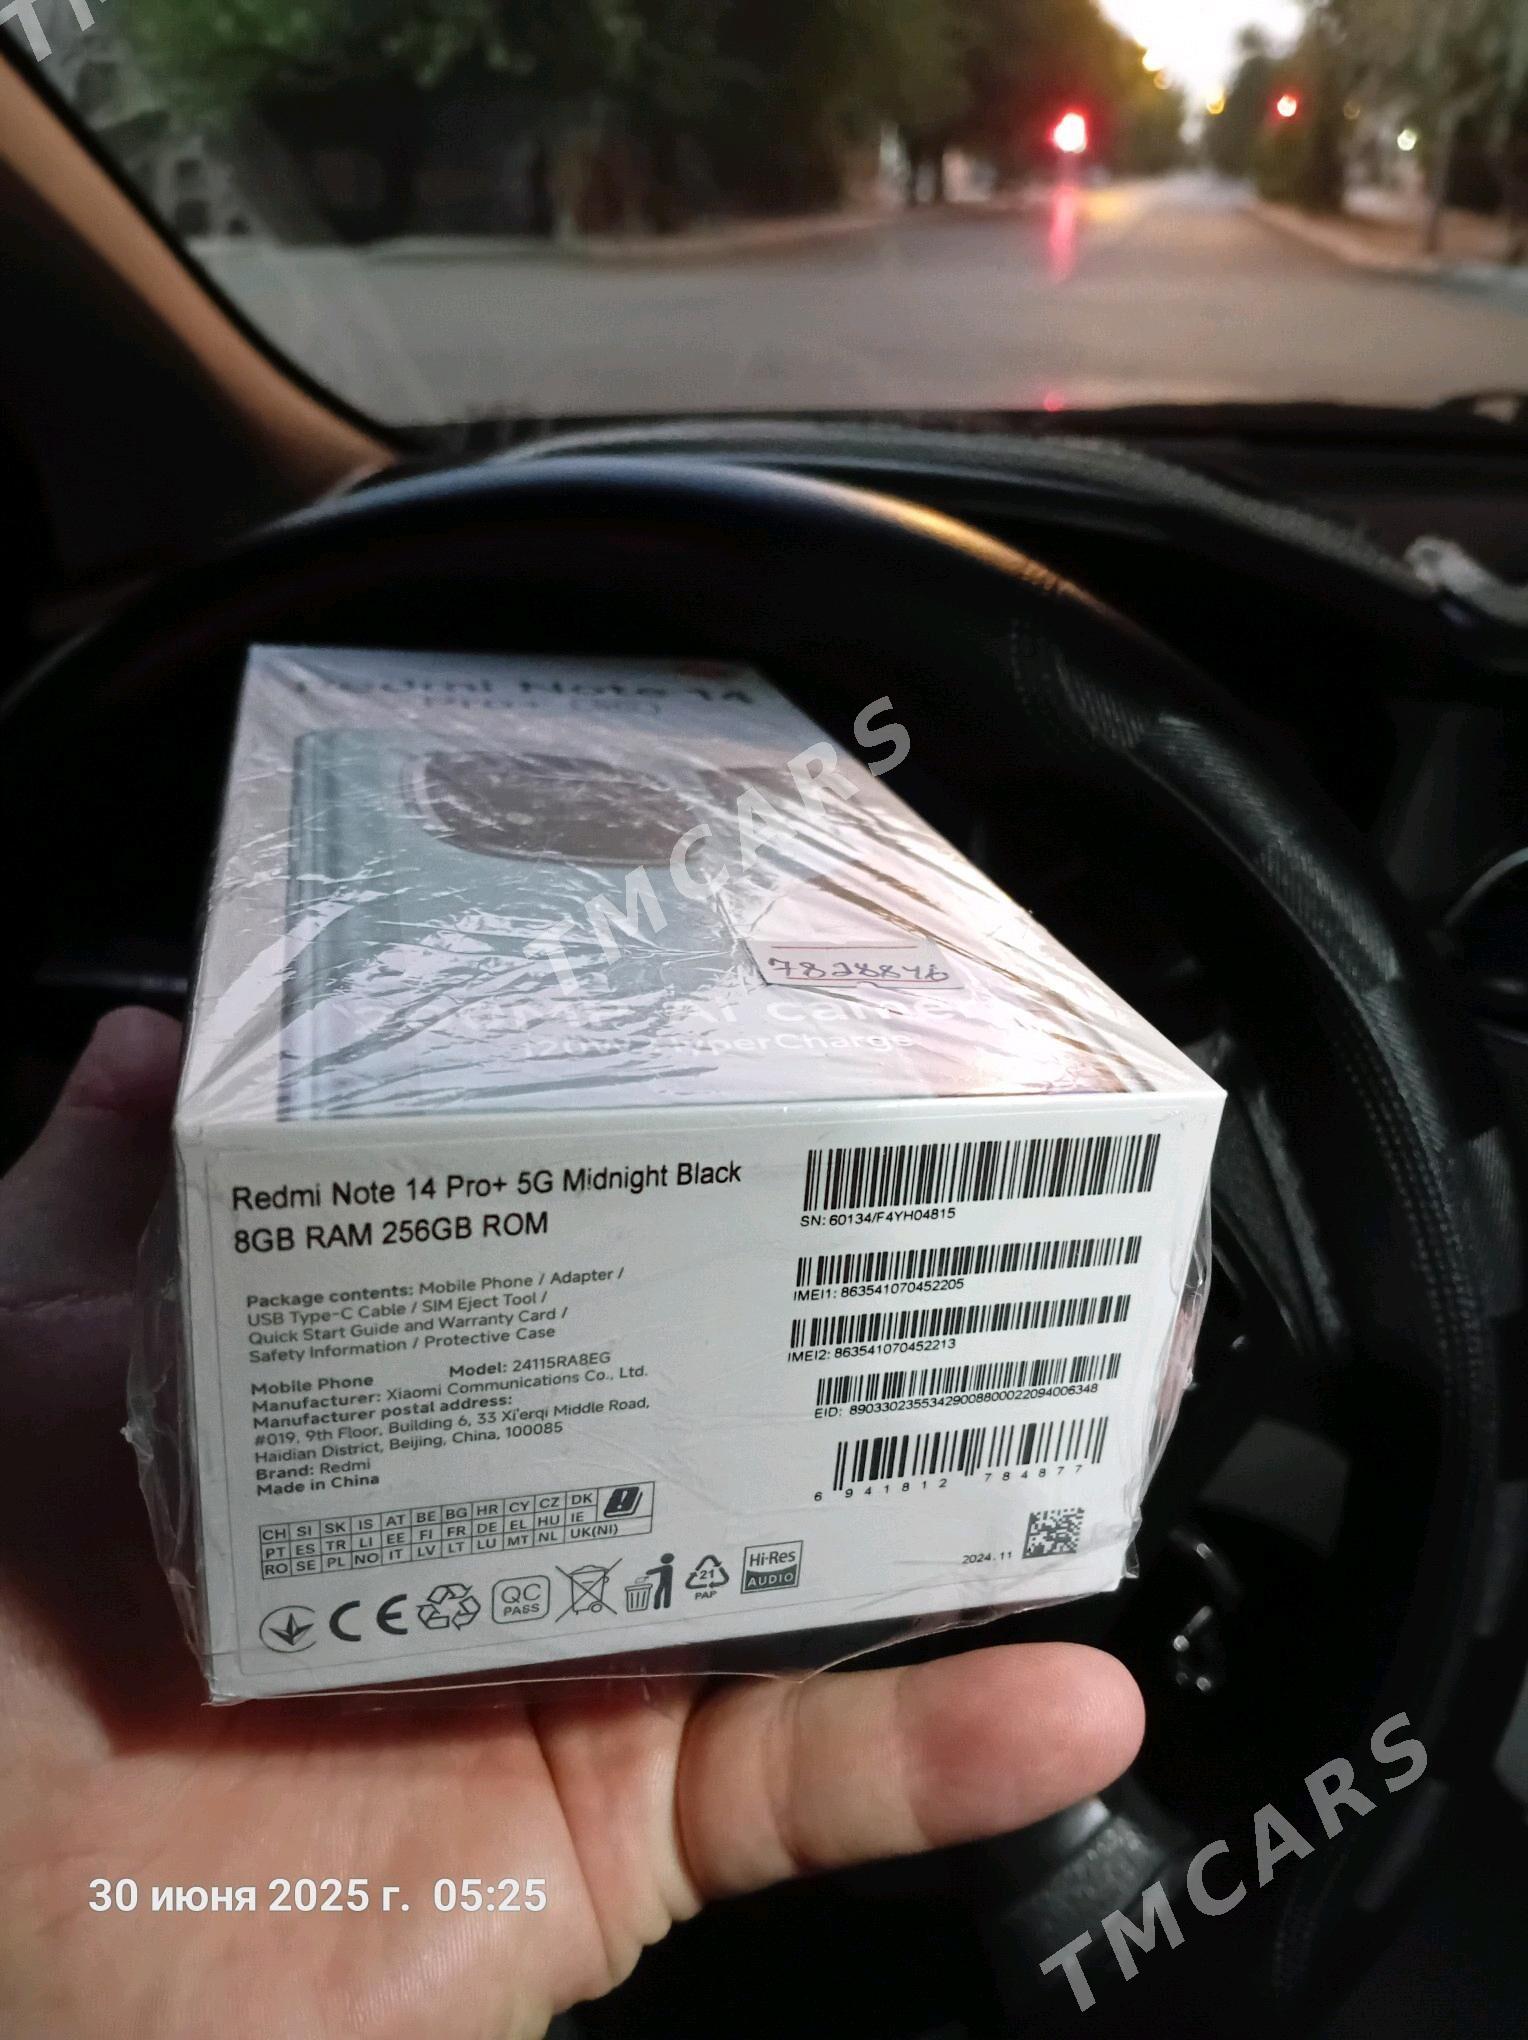 Redmi Note 14
Pro+ (5G)
TMCARS
7828846
200MP AI Camera
120W HyperCharge
Redmi Note 14 Pro+ 5G Midnight Black
8GB RAM 256GB ROM
Package contents: Mobile Phone / Adapter /
USB Type-C Cable / SIM Eject Tool /
Quick Start Guide and Warranty Card /
Safety Information / Protective Case
Mobile Phone Model: 24115RA8EG
Manufacturer: Xiaomi Communications Co., Ltd.
Manufacturer postal address:
#019, 9th Floor, Building 6, 33 Xi'erqi Middle Road,
Haidian District, Beijing, China, 100085
Brand: Redmi
Made in China
CH SI SK IS AT BE BG HR CY CZ DK
PT ES TR LI EE FI FR DE EL HU IE
RO SE PL NO IT LV LT LU MT NL UK(NI)
CE
QC
PASS
21
PAP
Hi-Res
AUDIO
SN: 60134/F4YH04815
IMEI1: 863541070452205
IMEI2: 863541070452213
EID: 89033023553429008800022094006348
6 941812 784877
2024.11
30 июня 2025 г. 05:25
TMCARS